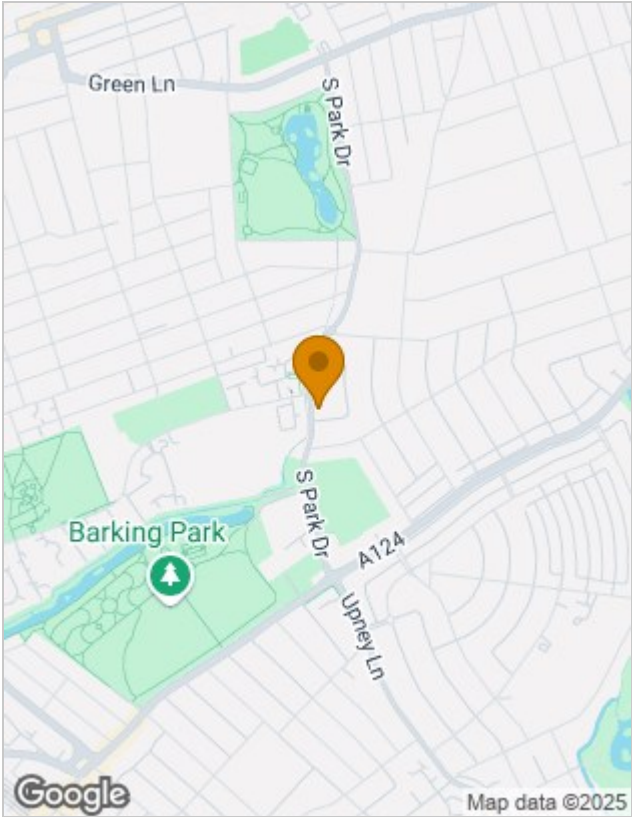 Green Ln
S Park Dr
S Park Dr
Barking Park
A124
Upney Ln
Google
Map data ©2025